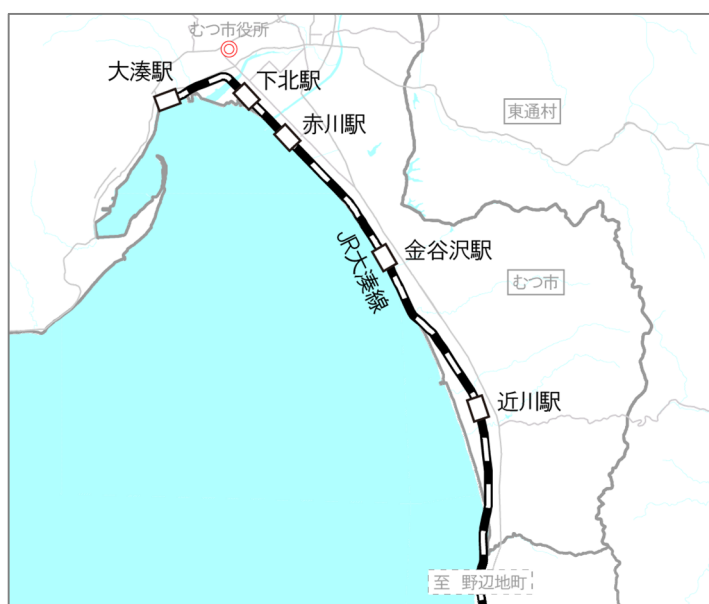 むつ市役所
大湊駅
下北駅
赤川駅
東通村
金谷沢駅
JR大湊線
むつ市
近川駅
至 野辺地町